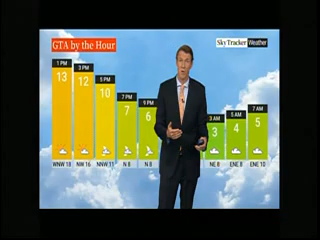 GTA by the Hour
SkyTracker Weather
1 PM 3 PM 5 PM 7 PM 9 PM 3 AM 5 AM 7 AM
13 12 10 7 6 3 4 5
WNW 18 NW 16 NNW 11 N 8 N 8 NE 8 ENE 8 ENE 10